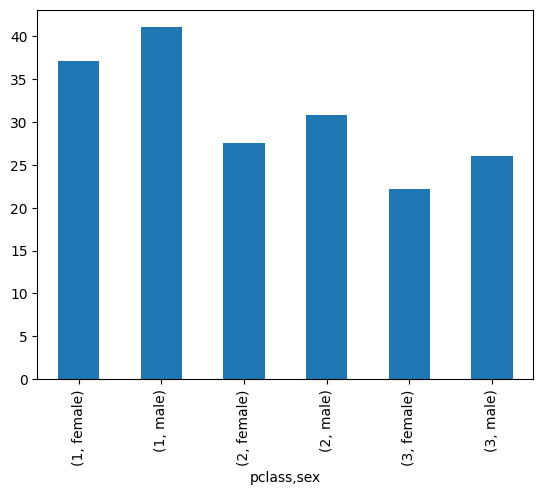 40
35
30
25
20
15
10
5
0
(1, female)
(1, male)
(2, female)
(2, male)
(3, female)
(3, male)
pclass,sex